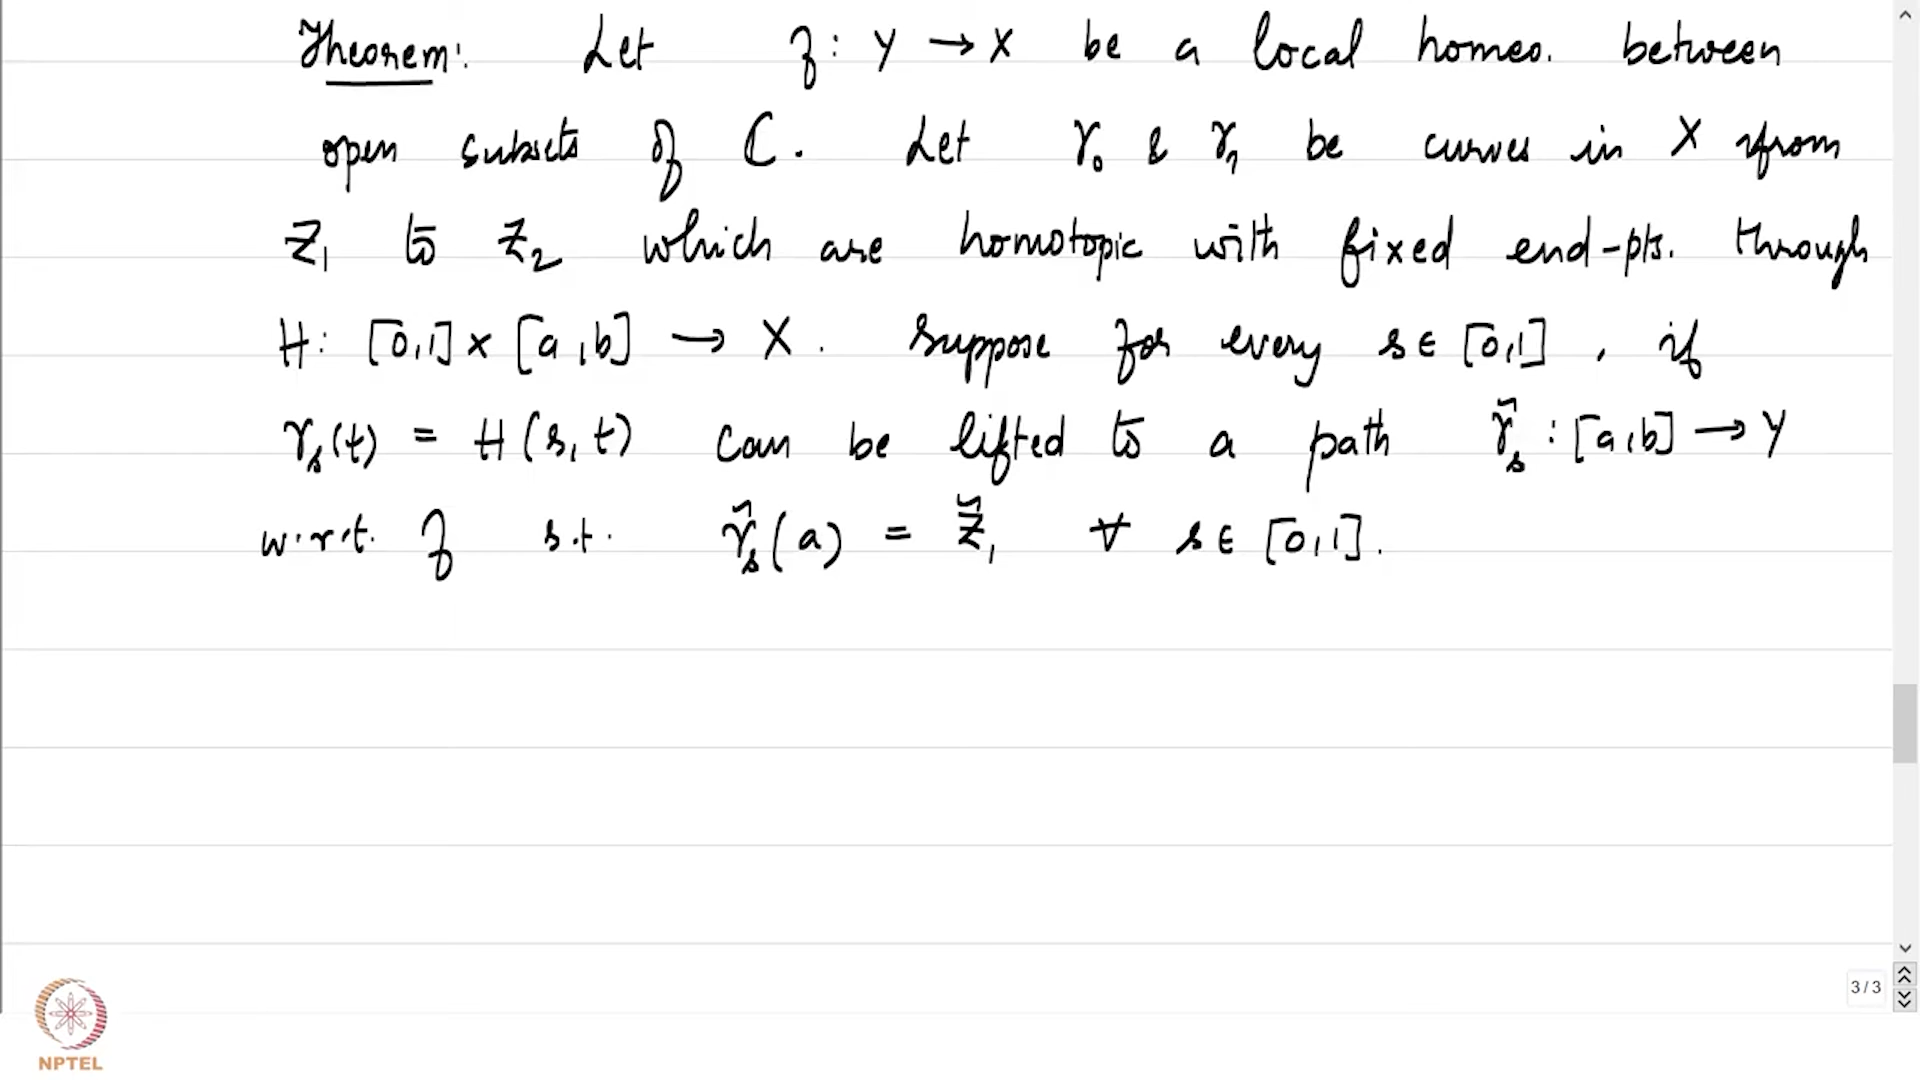 Theorem: Let f: Y → X be a local homeo. between
open subsets of ℂ. Let γ₀ & γ₁ be curves in X from
z₁ to z₂ which are homotopic with fixed end-pts. through
H: [0,1] x [a,b] → X. Suppose for every s ∈ [0,1], if
γₛ(t) = H(s,t) can be lifted to a path γ̃ₛ : [a,b] → Y
w.r.t. f s.t. γ̃ₛ(a) = z̃₁ ∀ s ∈ [0,1].
3 / 3
NPTEL